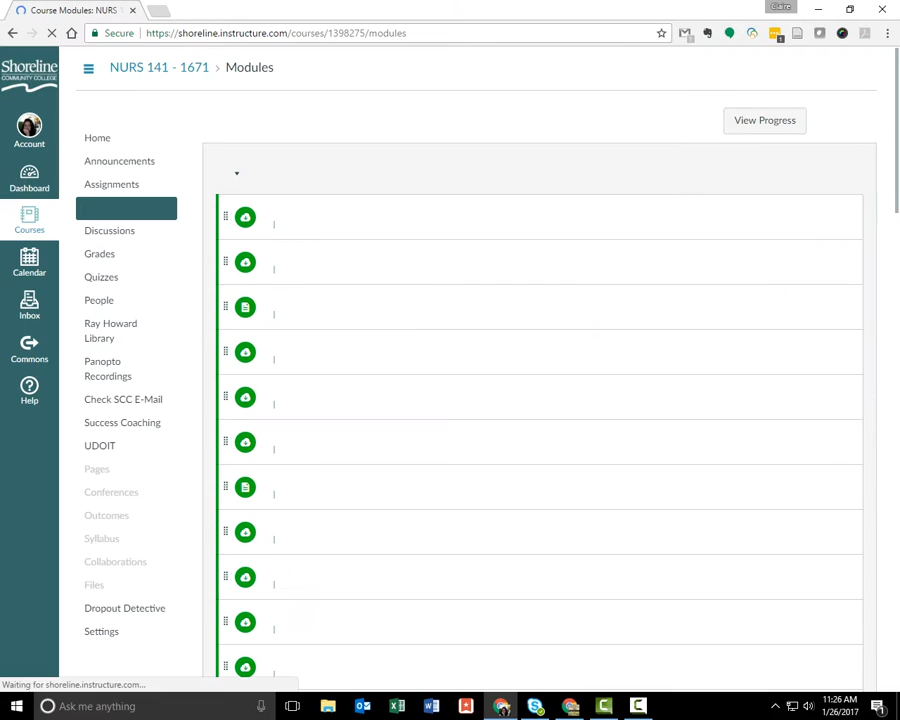 Course Modules: NURS
Claire
Secure
https://shoreline.instructure.com/courses/1398275/modules
Shoreline
COMMUNITY COLLEGE
NURS 141 - 1671 › Modules
View Progress
Account
Dashboard
Courses
Calendar
Inbox
Commons
Help
Home
Announcements
Assignments
Discussions
Grades
Quizzes
People
Ray Howard
Library
Panopto
Recordings
Check SCC E-Mail
Success Coaching
UDOIT
Pages
Conferences
Outcomes
Syllabus
Collaborations
Files
Dropout Detective
Settings
Waiting for shoreline.instructure.com...
Ask me anything
11:26 AM
1/26/2017